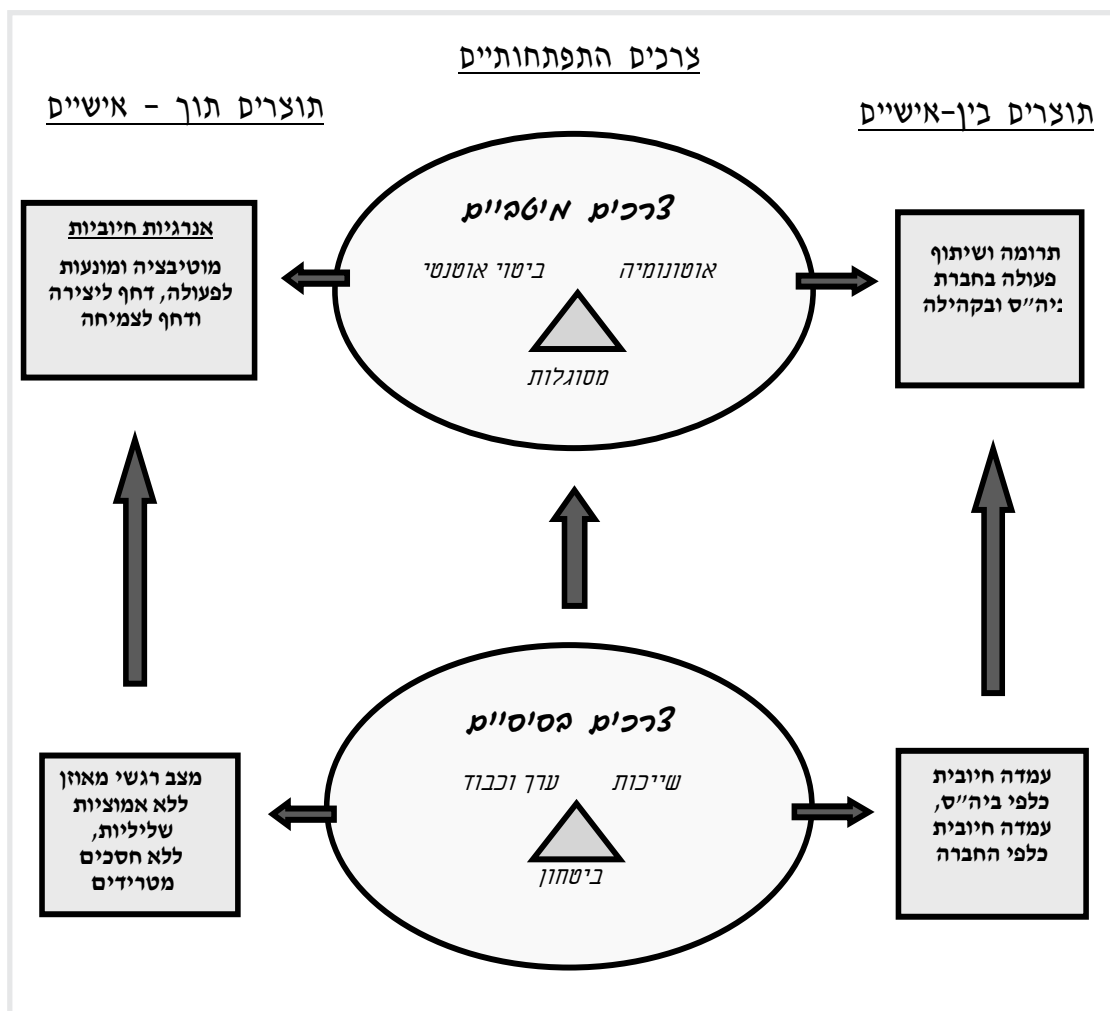 צרכים התפתחותיים
תוצרים בין-אישיים
תוצרים תוך - אישיים
צרכים מיטביים
אוטונומיה
ביטוי אוטנטי
מסוגלות
תרומה ושיתוף
פעולה בחברת
ביה״ס ובקהילה
אנרגיות חיוביות
מוטיבציה ומונעות
לפעולה, דחף ליצירה
ודחף לצמיחה
צרכים בסיסיים
שייכות
ערך וכבוד
ביטחון
עמדה חיובית
כלפי ביה״ס,
עמדה חיובית
כלפי החברה
מצב רגשי מאוזן
ללא אמוציות
שליליות,
ללא חסכים
מטרידים